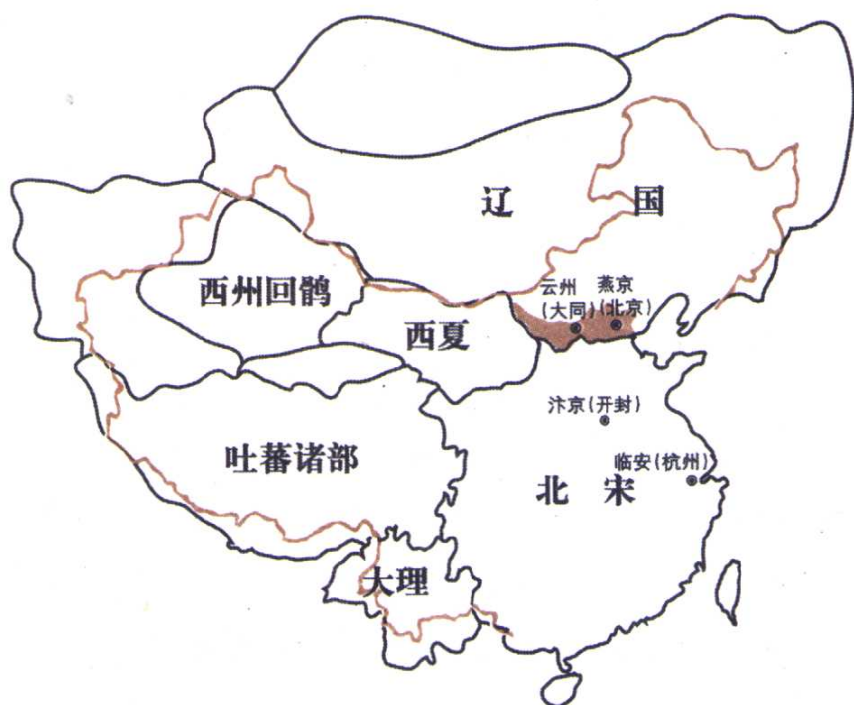 辽 国
云州
(大同)
燕京
(北京)
西州回鹘
西夏
汴京(开封)
吐蕃诸部
临安(杭州)
北 宋
大理